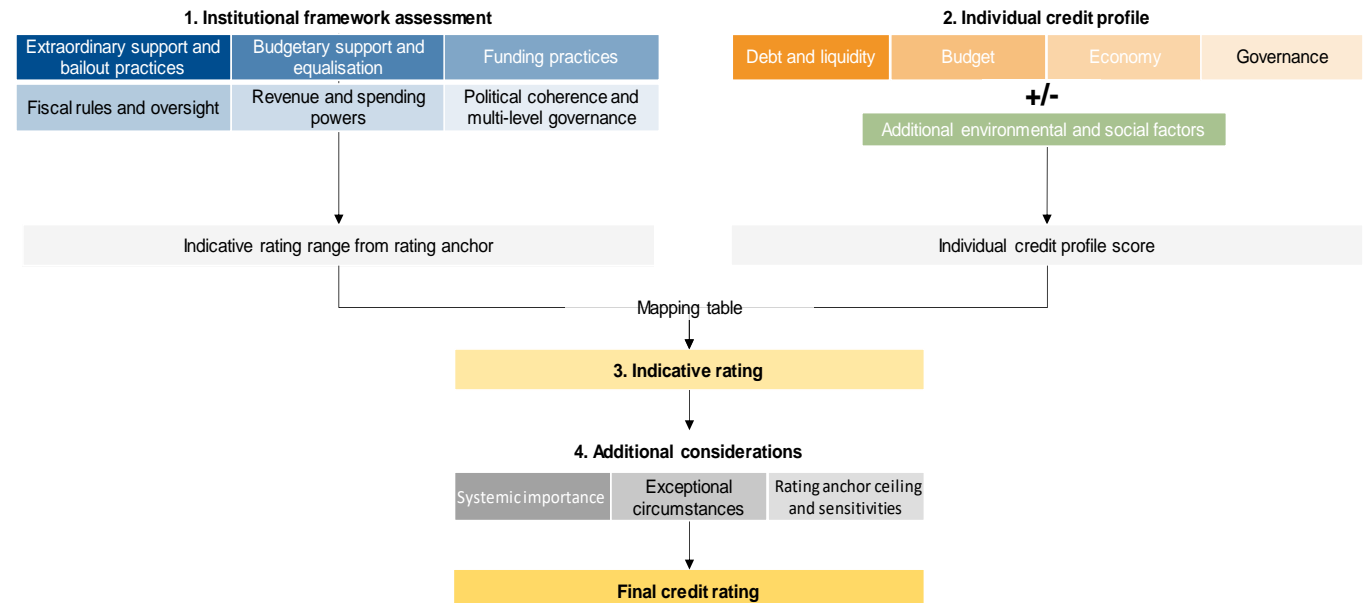 1. Institutional framework assessment
Extraordinary support and
bailout practices
Budgetary support and
equalisation
Funding practices
Fiscal rules and oversight
Revenue and spending
powers
Political coherence and
multi-level governance
Indicative rating range from rating anchor
2. Individual credit profile
Debt and liquidity
Budget
Economy
Governance
+/-
Additional environmental and social factors
Individual credit profile score
Mapping table
3. Indicative rating
4. Additional considerations
Systemic importance
Exceptional
circumstances
Rating anchor ceiling
and sensitivities
Final credit rating